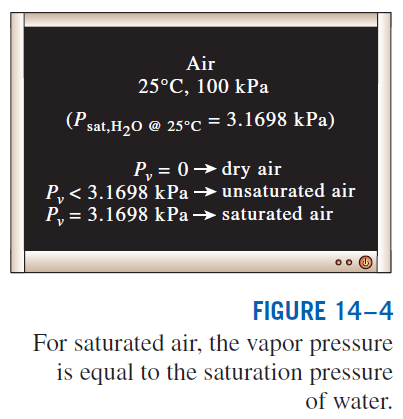 Air
25°C, 100 kPa
(P sat,H₂O @ 25°C = 3.1698 kPa)
Pᵥ = 0 → dry air
Pᵥ < 3.1698 kPa → unsaturated air
Pᵥ = 3.1698 kPa → saturated air
FIGURE 14–4
For saturated air, the vapor pressure
is equal to the saturation pressure
of water.